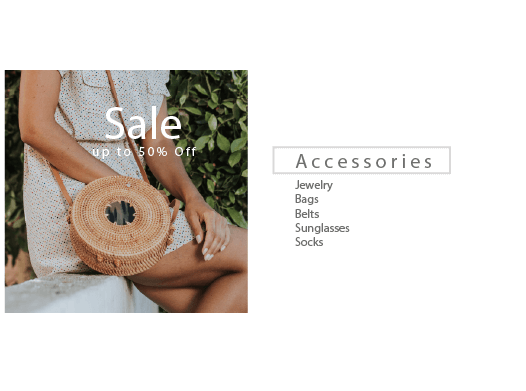 Sale
up to 50% Off
Accessories
Jewelry
Bags
Belts
Sunglasses
Socks